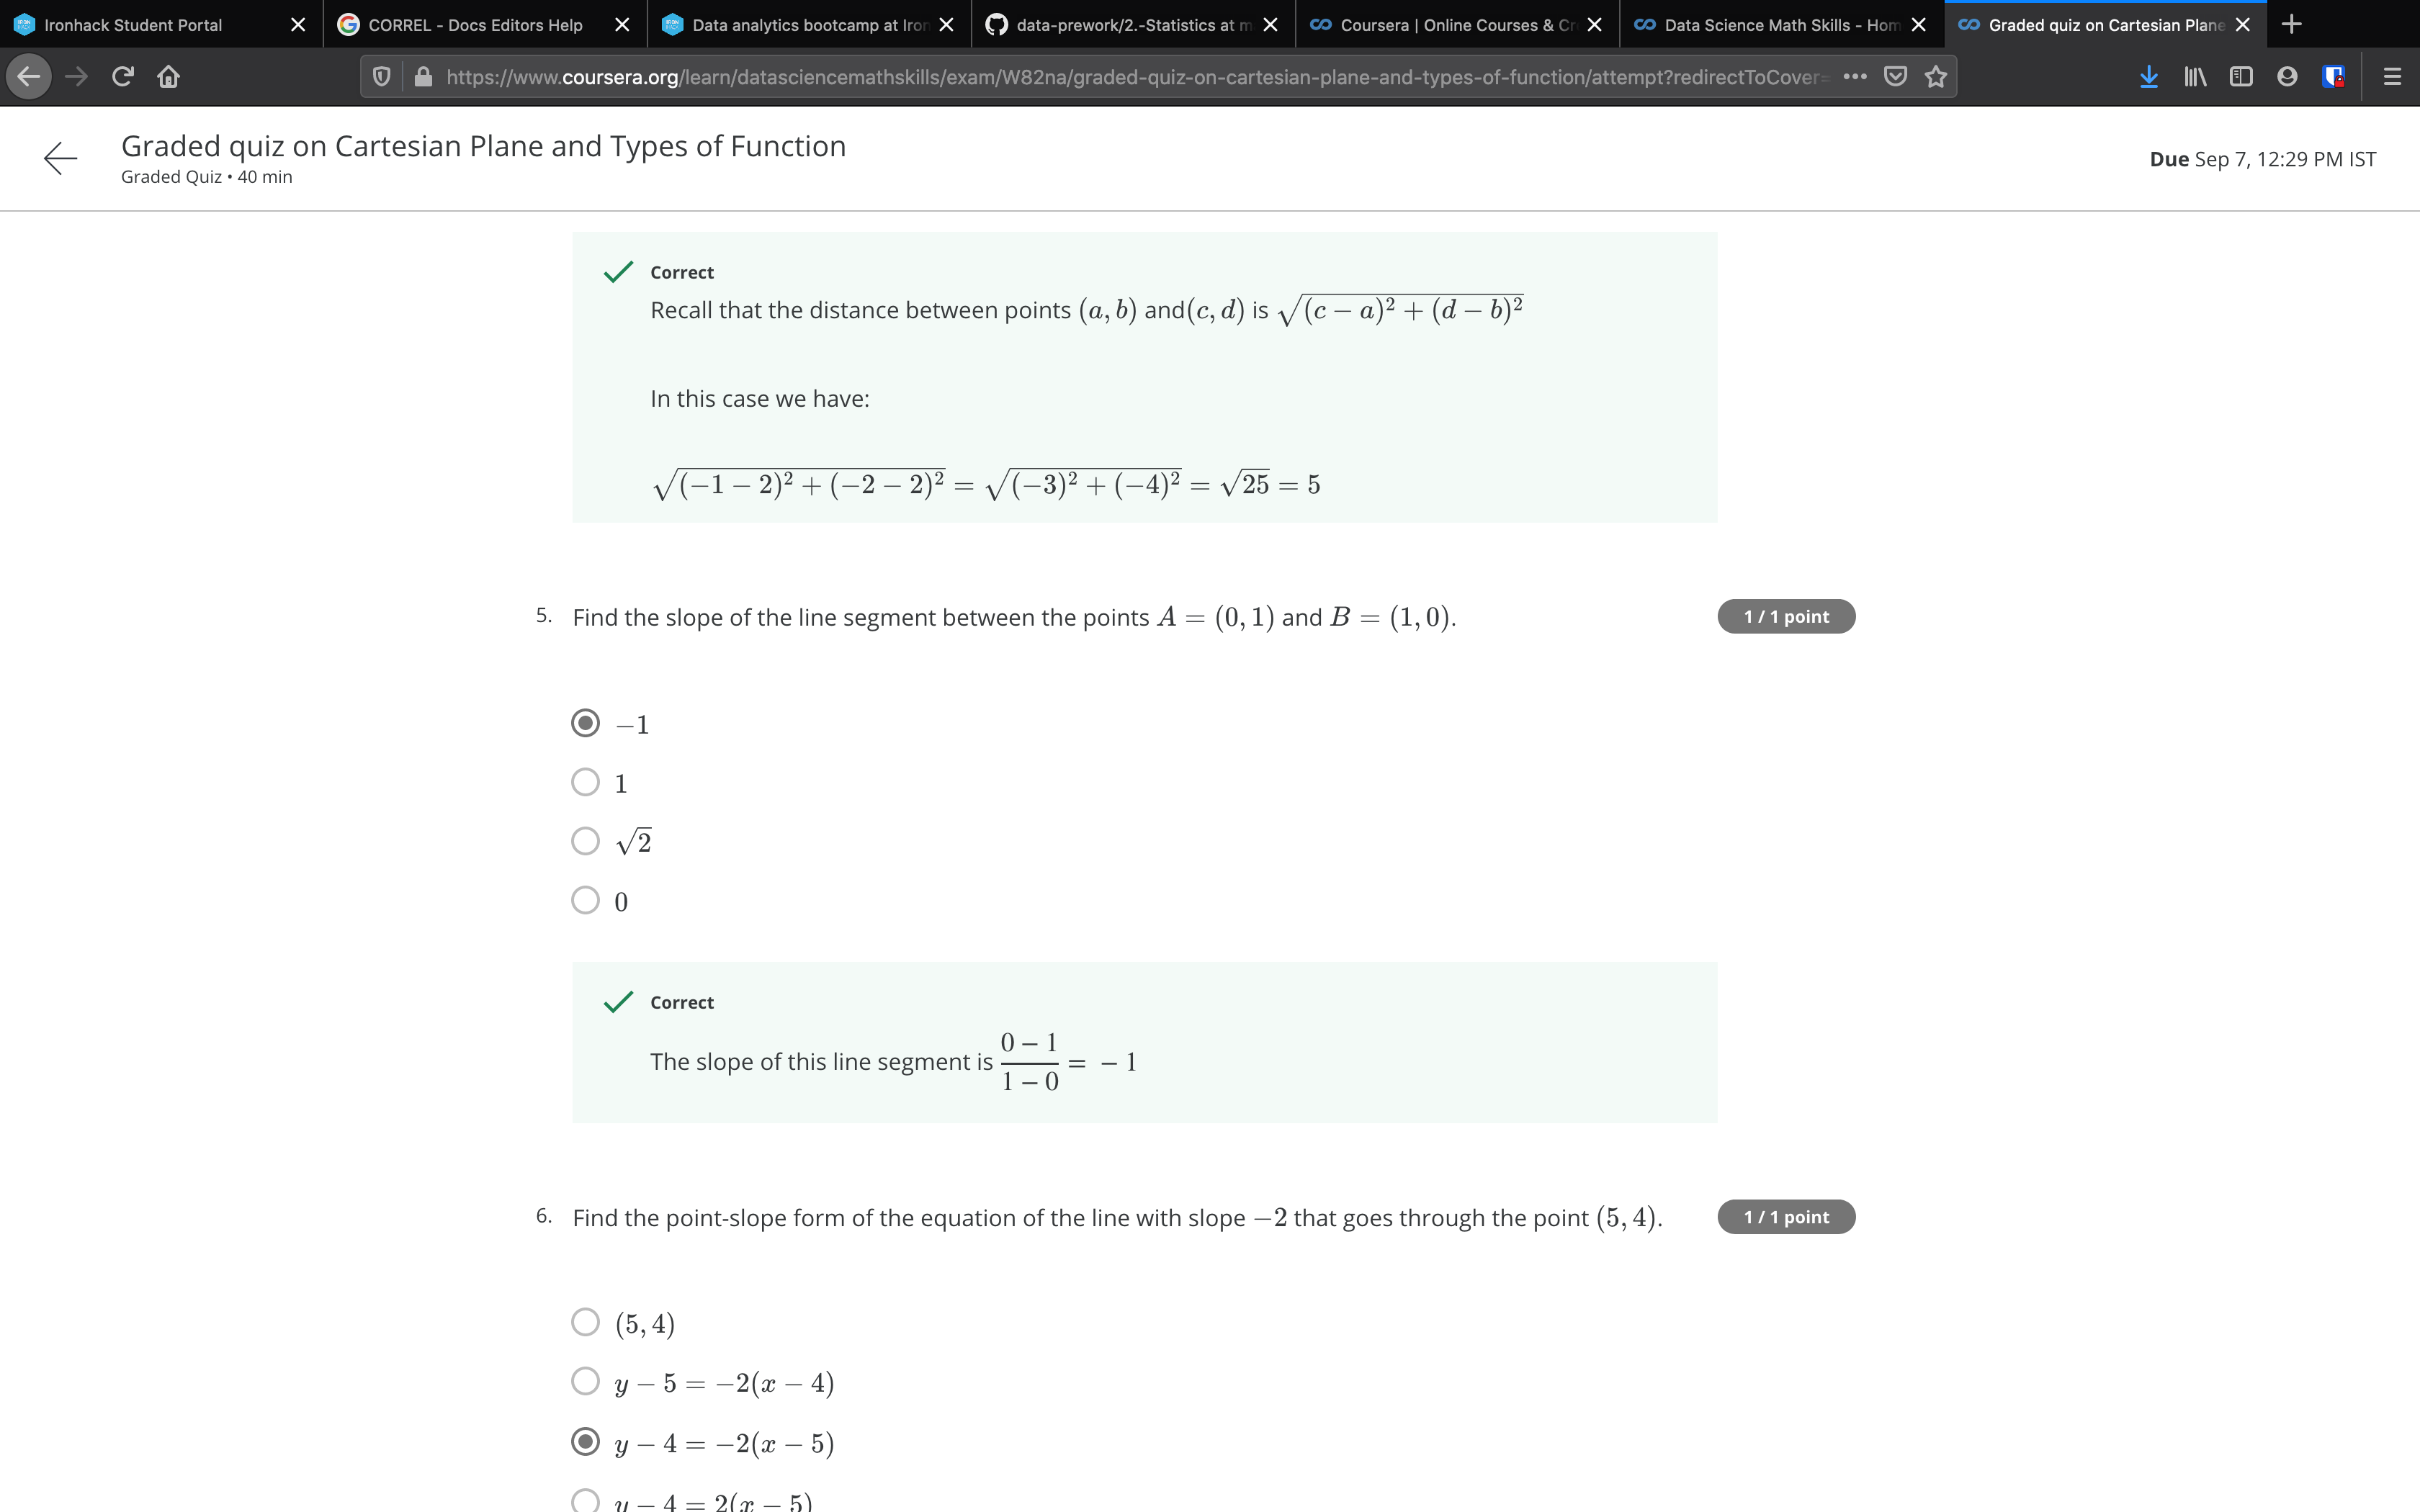 Ironhack Student Portal
CORREL - Docs Editors Help
Data analytics bootcamp at Iron
data-prework/2.-Statistics at m
Coursera | Online Courses & Cr
Data Science Math Skills - Hom
Graded quiz on Cartesian Plane
https://www.coursera.org/learn/datasciencemathskills/exam/W82na/graded-quiz-on-cartesian-plane-and-types-of-function/attempt?redirectToCover=
Graded quiz on Cartesian Plane and Types of Function
Graded Quiz • 40 min
Due Sep 7, 12:29 PM IST
Correct
Recall that the distance between points (a, b) and(c, d) is √(c − a)² + (d − b)²
In this case we have:
√(−1 − 2)² + (−2 − 2)² = √(−3)² + (−4)² = √25 = 5
5. Find the slope of the line segment between the points A = (0, 1) and B = (1, 0).
1 / 1 point
−1
1
√2
0
Correct
The slope of this line segment is (0 − 1)/(1 − 0) = − 1
6. Find the point-slope form of the equation of the line with slope −2 that goes through the point (5, 4).
1 / 1 point
(5, 4)
y − 5 = −2(x − 4)
y − 4 = −2(x − 5)
y − 4 = 2(x − 5)